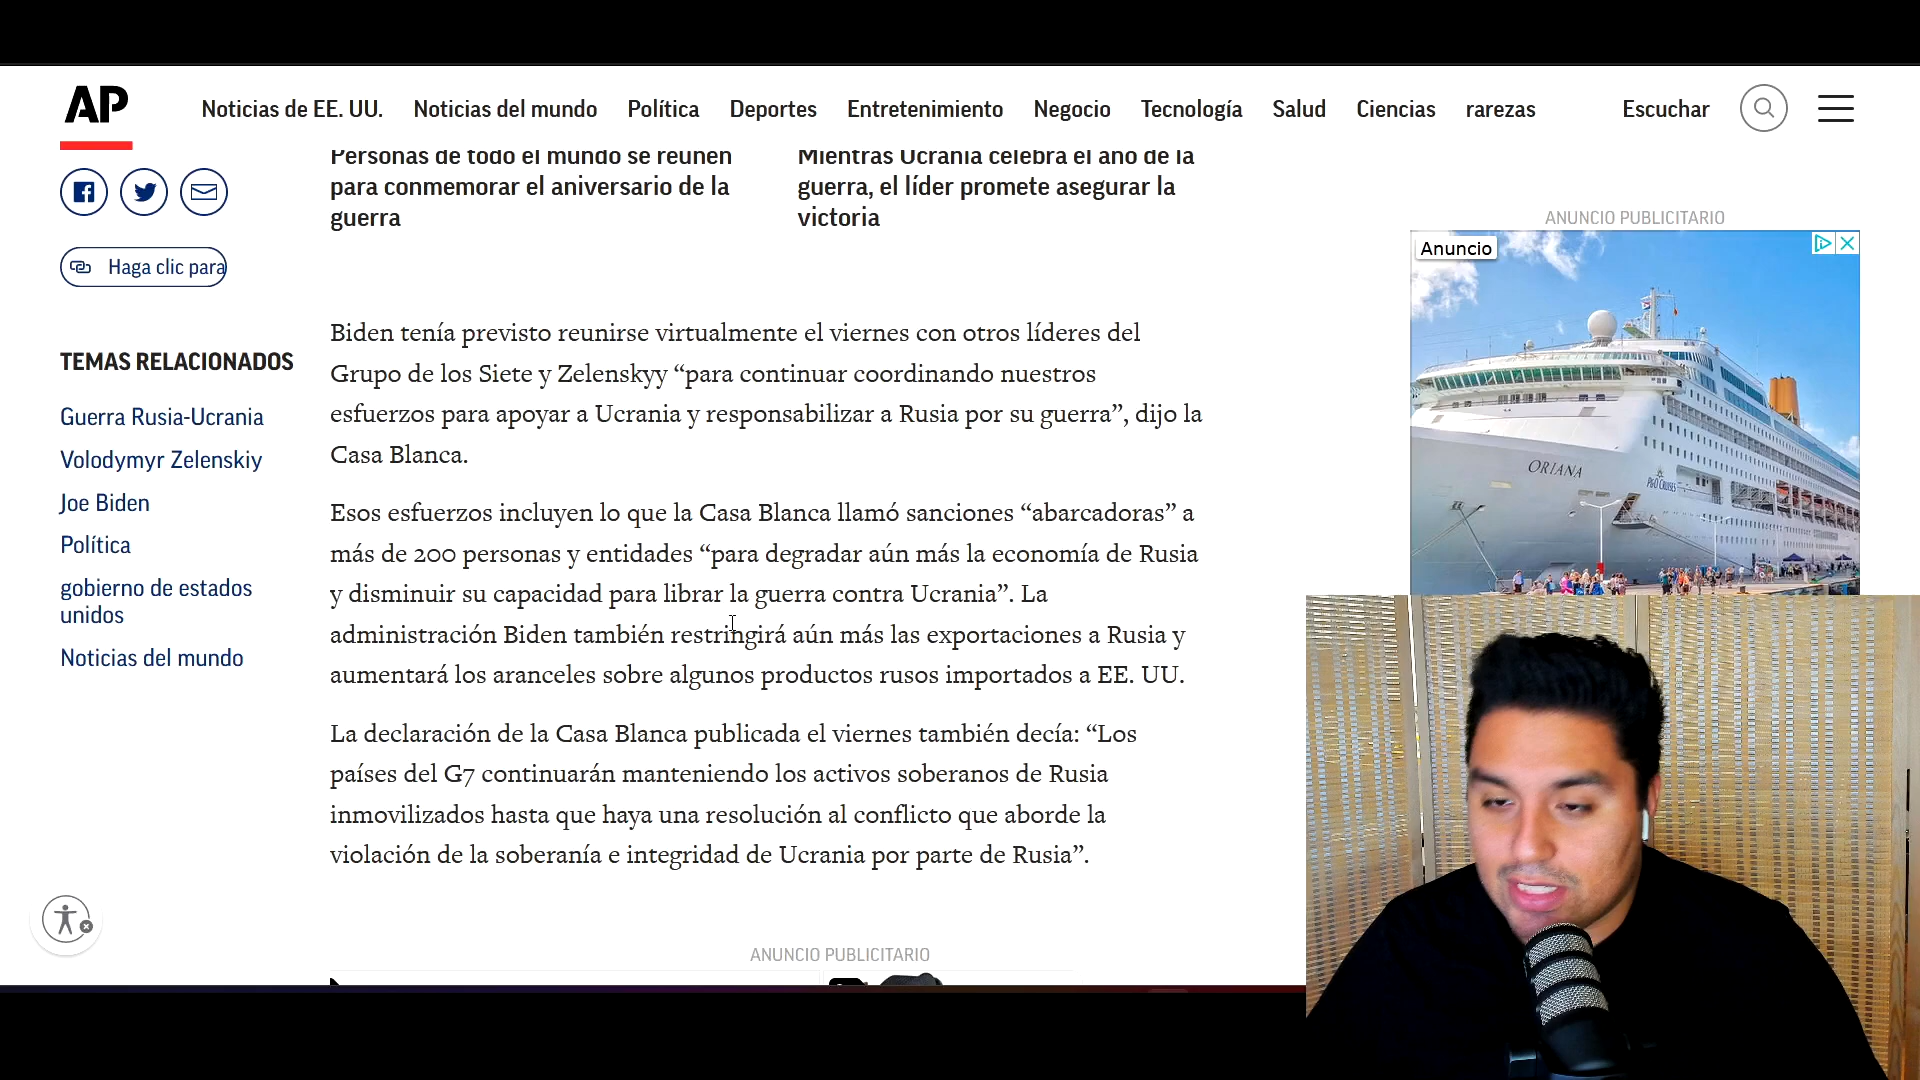 AP
Noticias de EE. UU. Noticias del mundo Política Deportes Entretenimiento Negocio Tecnología Salud Ciencias rarezas Escuchar
Haga clic para
TEMAS RELACIONADOS
Guerra Rusia-Ucrania
Volodymyr Zelenskiy
Joe Biden
Política
gobierno de estados
unidos
Noticias del mundo
Personas de todo el mundo se reúnen
para conmemorar el aniversario de la
guerra
Mientras Ucrania celebra el año de la
guerra, el líder promete asegurar la
victoria
Biden tenía previsto reunirse virtualmente el viernes con otros líderes del
Grupo de los Siete y Zelenskyy “para continuar coordinando nuestros
esfuerzos para apoyar a Ucrania y responsabilizar a Rusia por su guerra”, dijo la
Casa Blanca.
Esos esfuerzos incluyen lo que la Casa Blanca llamó sanciones “abarcadoras” a
más de 200 personas y entidades “para degradar aún más la economía de Rusia
y disminuir su capacidad para librar la guerra contra Ucrania”. La
administración Biden también restringirá aún más las exportaciones a Rusia y
aumentará los aranceles sobre algunos productos rusos importados a EE. UU.
La declaración de la Casa Blanca publicada el viernes también decía: “Los
países del G7 continuarán manteniendo los activos soberanos de Rusia
inmovilizados hasta que haya una resolución al conflicto que aborde la
violación de la soberanía e integridad de Ucrania por parte de Rusia”.
ANUNCIO PUBLICITARIO
ANUNCIO PUBLICITARIO
Anuncio
ORIANA
P&O CRUISES